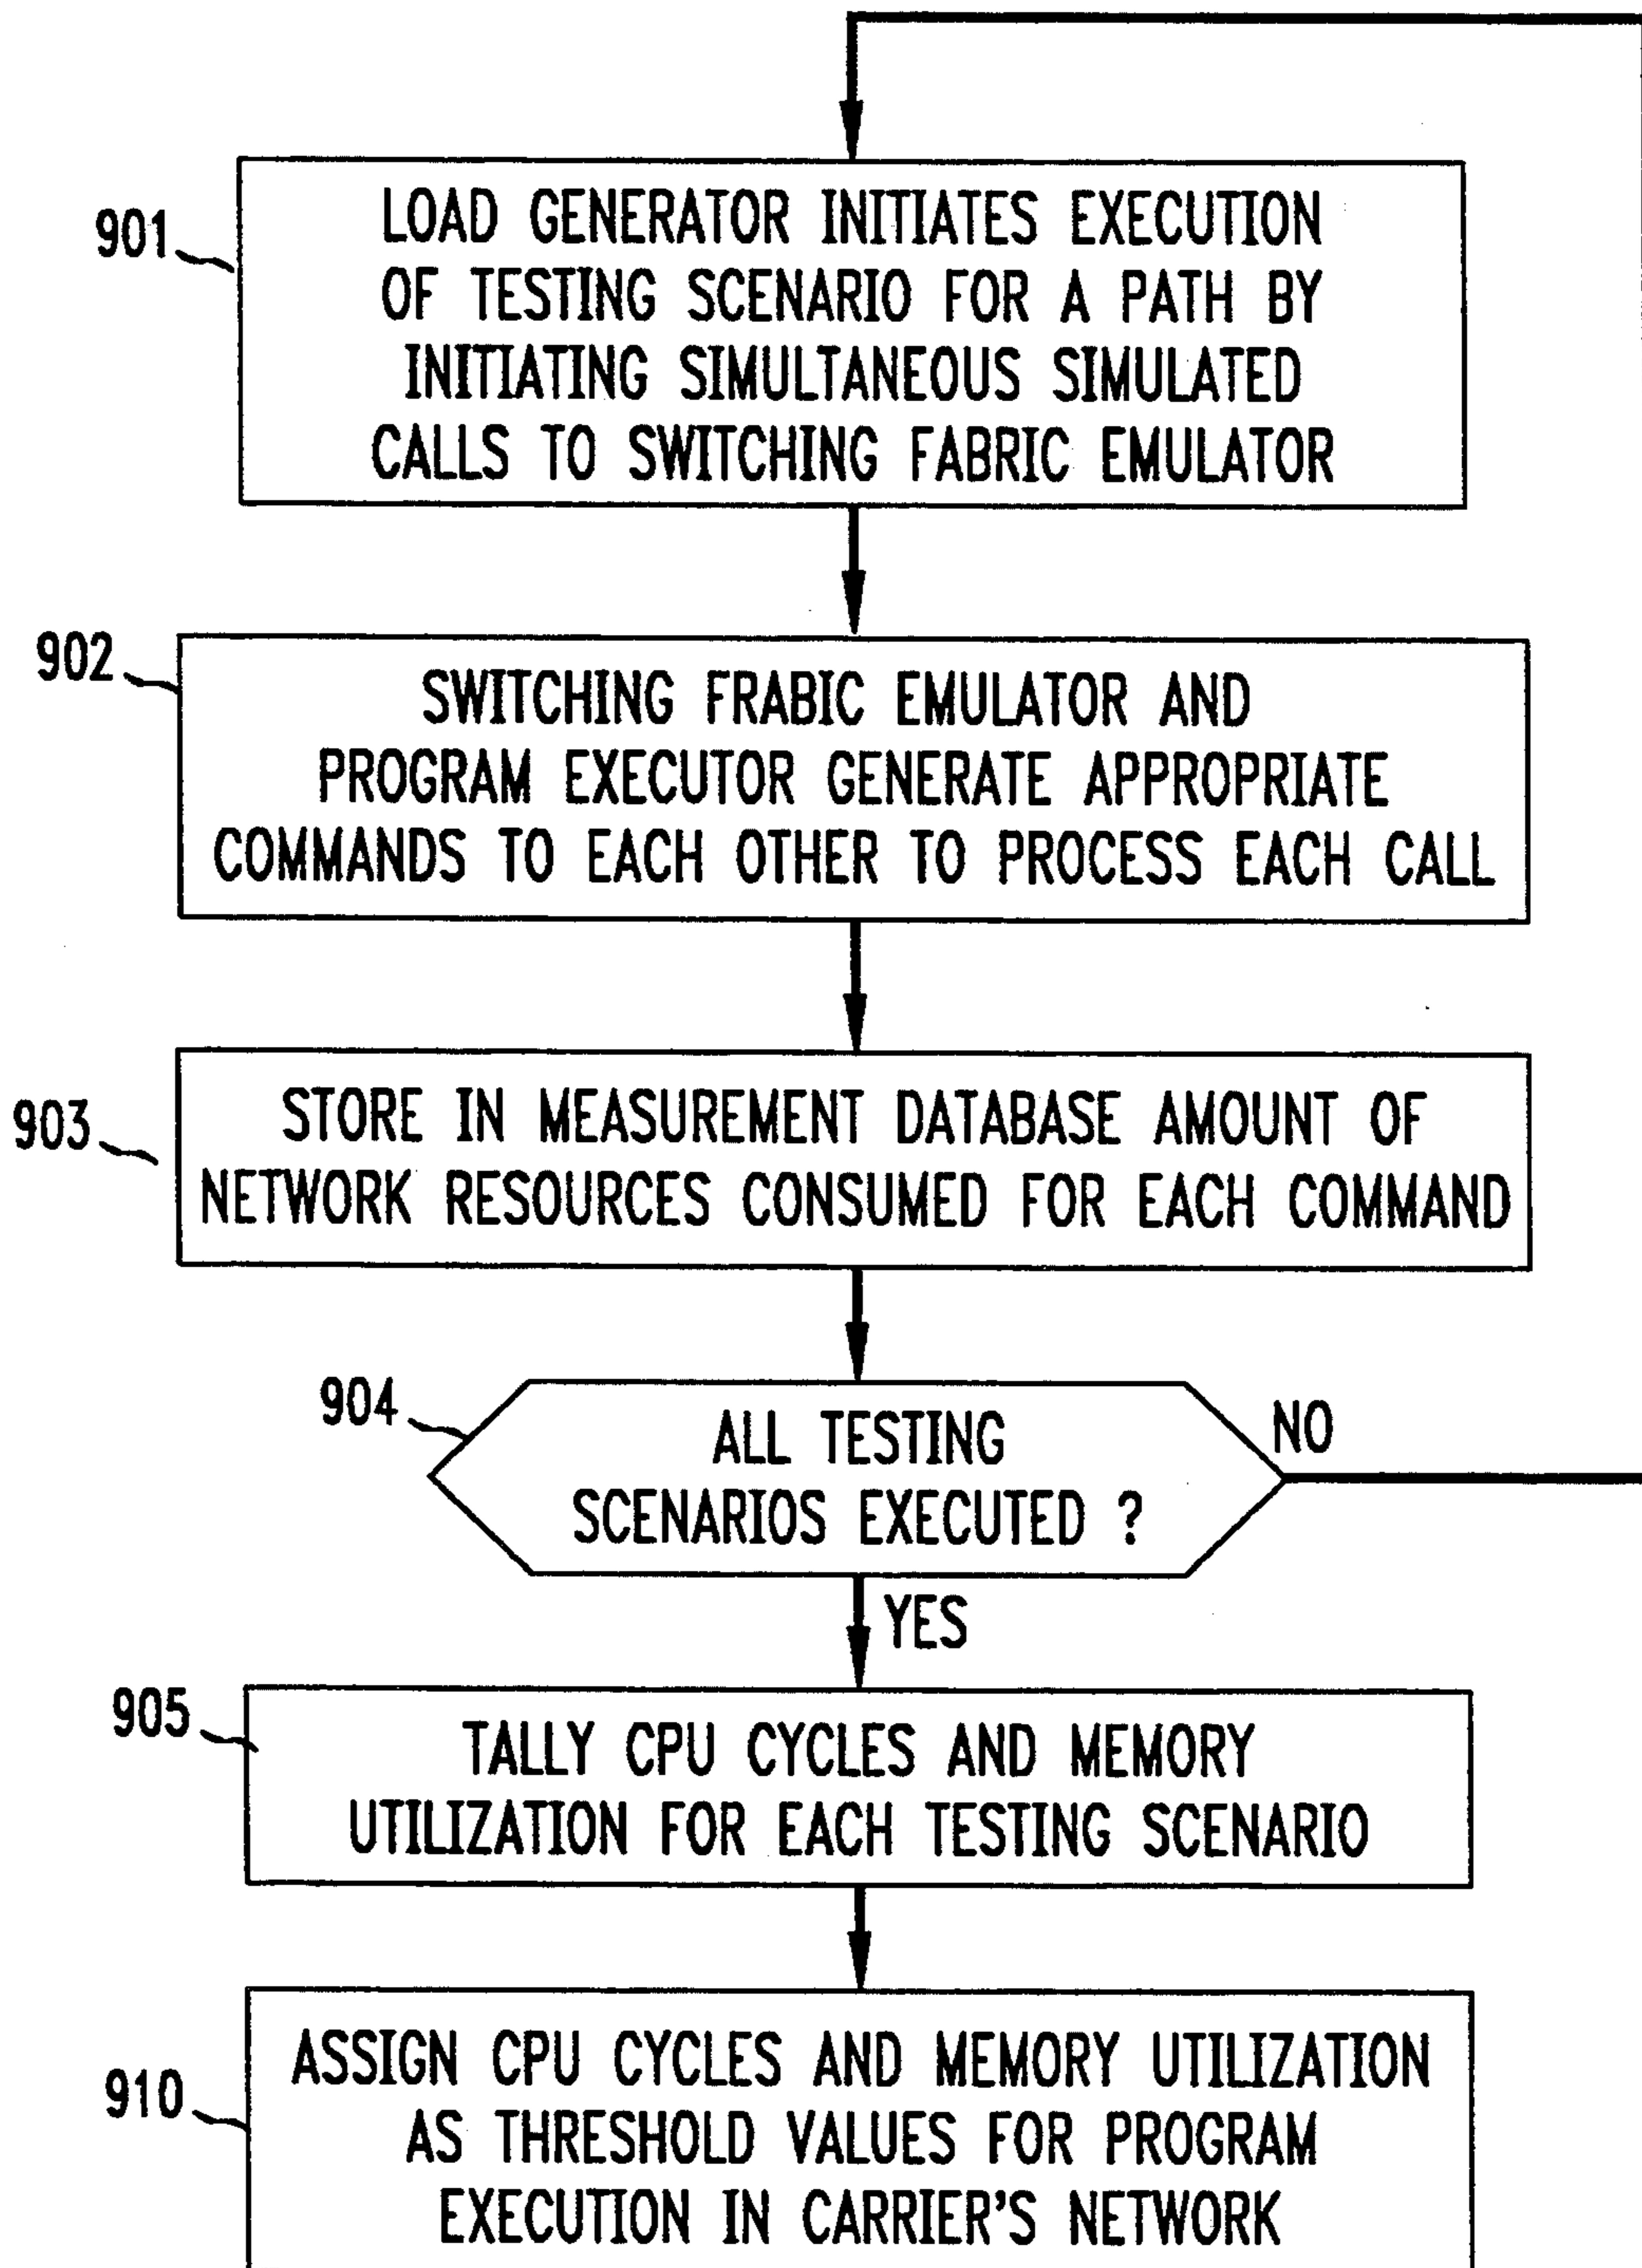 901
LOAD GENERATOR INITIATES EXECUTION
OF TESTING SCENARIO FOR A PATH BY
INITIATING SIMULTANEOUS SIMULATED
CALLS TO SWITCHING FABRIC EMULATOR
902
SWITCHING FRABIC EMULATOR AND
PROGRAM EXECUTOR GENERATE APPROPRIATE
COMMANDS TO EACH OTHER TO PROCESS EACH CALL
903
STORE IN MEASUREMENT DATABASE AMOUNT OF
NETWORK RESOURCES CONSUMED FOR EACH COMMAND
904
ALL TESTING
SCENARIOS EXECUTED ?
NO
YES
905
TALLY CPU CYCLES AND MEMORY
UTILIZATION FOR EACH TESTING SCENARIO
910
ASSIGN CPU CYCLES AND MEMORY UTILIZATION
AS THRESHOLD VALUES FOR PROGRAM
EXECUTION IN CARRIER'S NETWORK